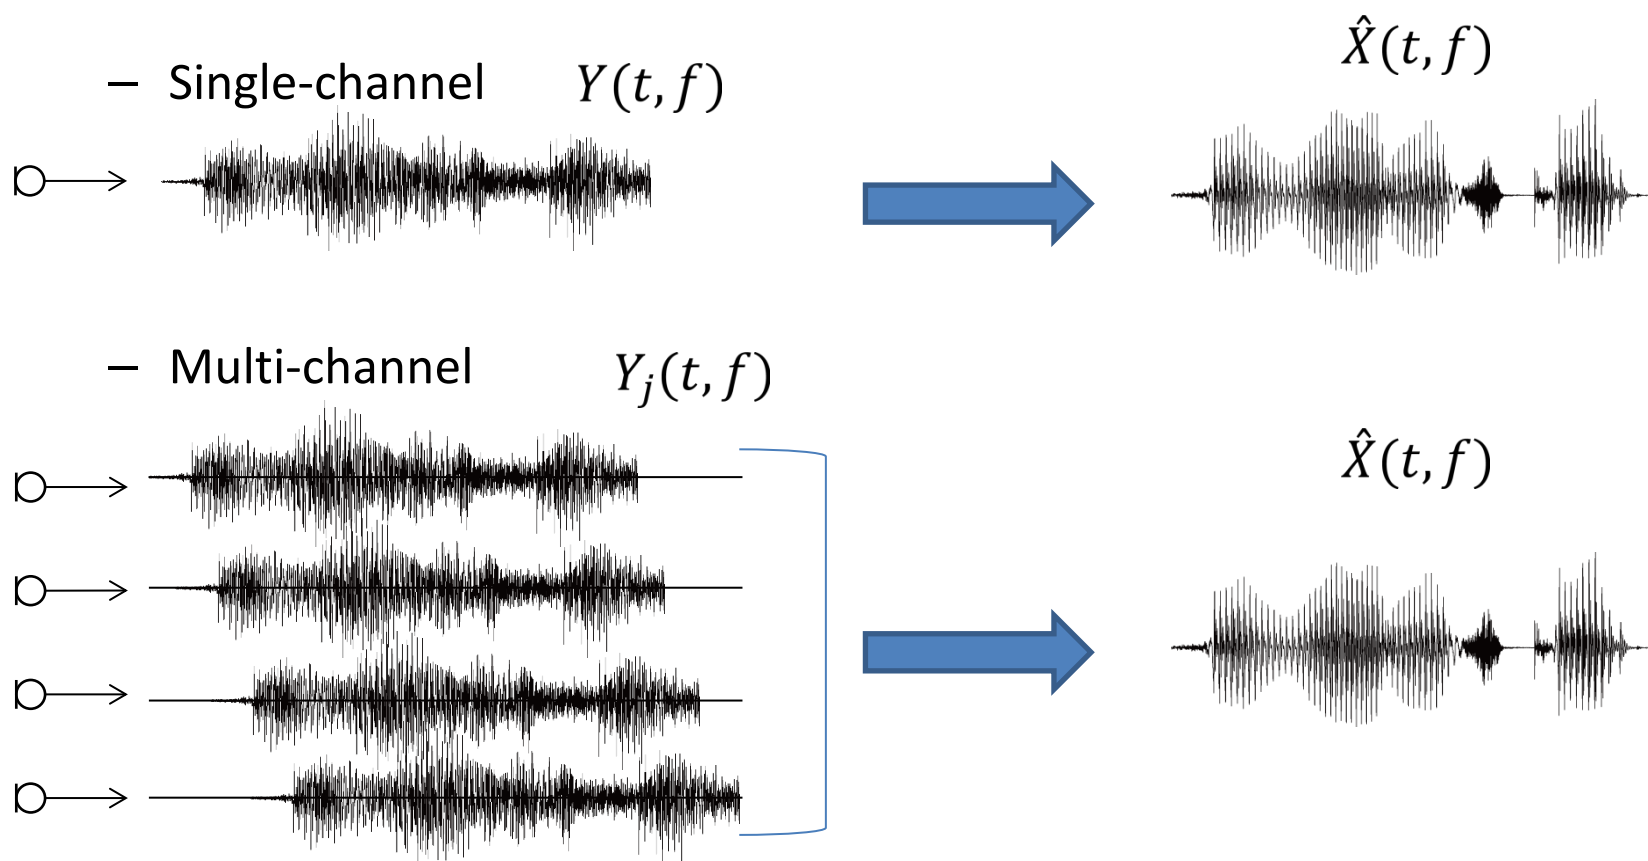 – Single-channel Y(t, f)
X̂(t, f)
– Multi-channel Y_j(t, f)
X̂(t, f)